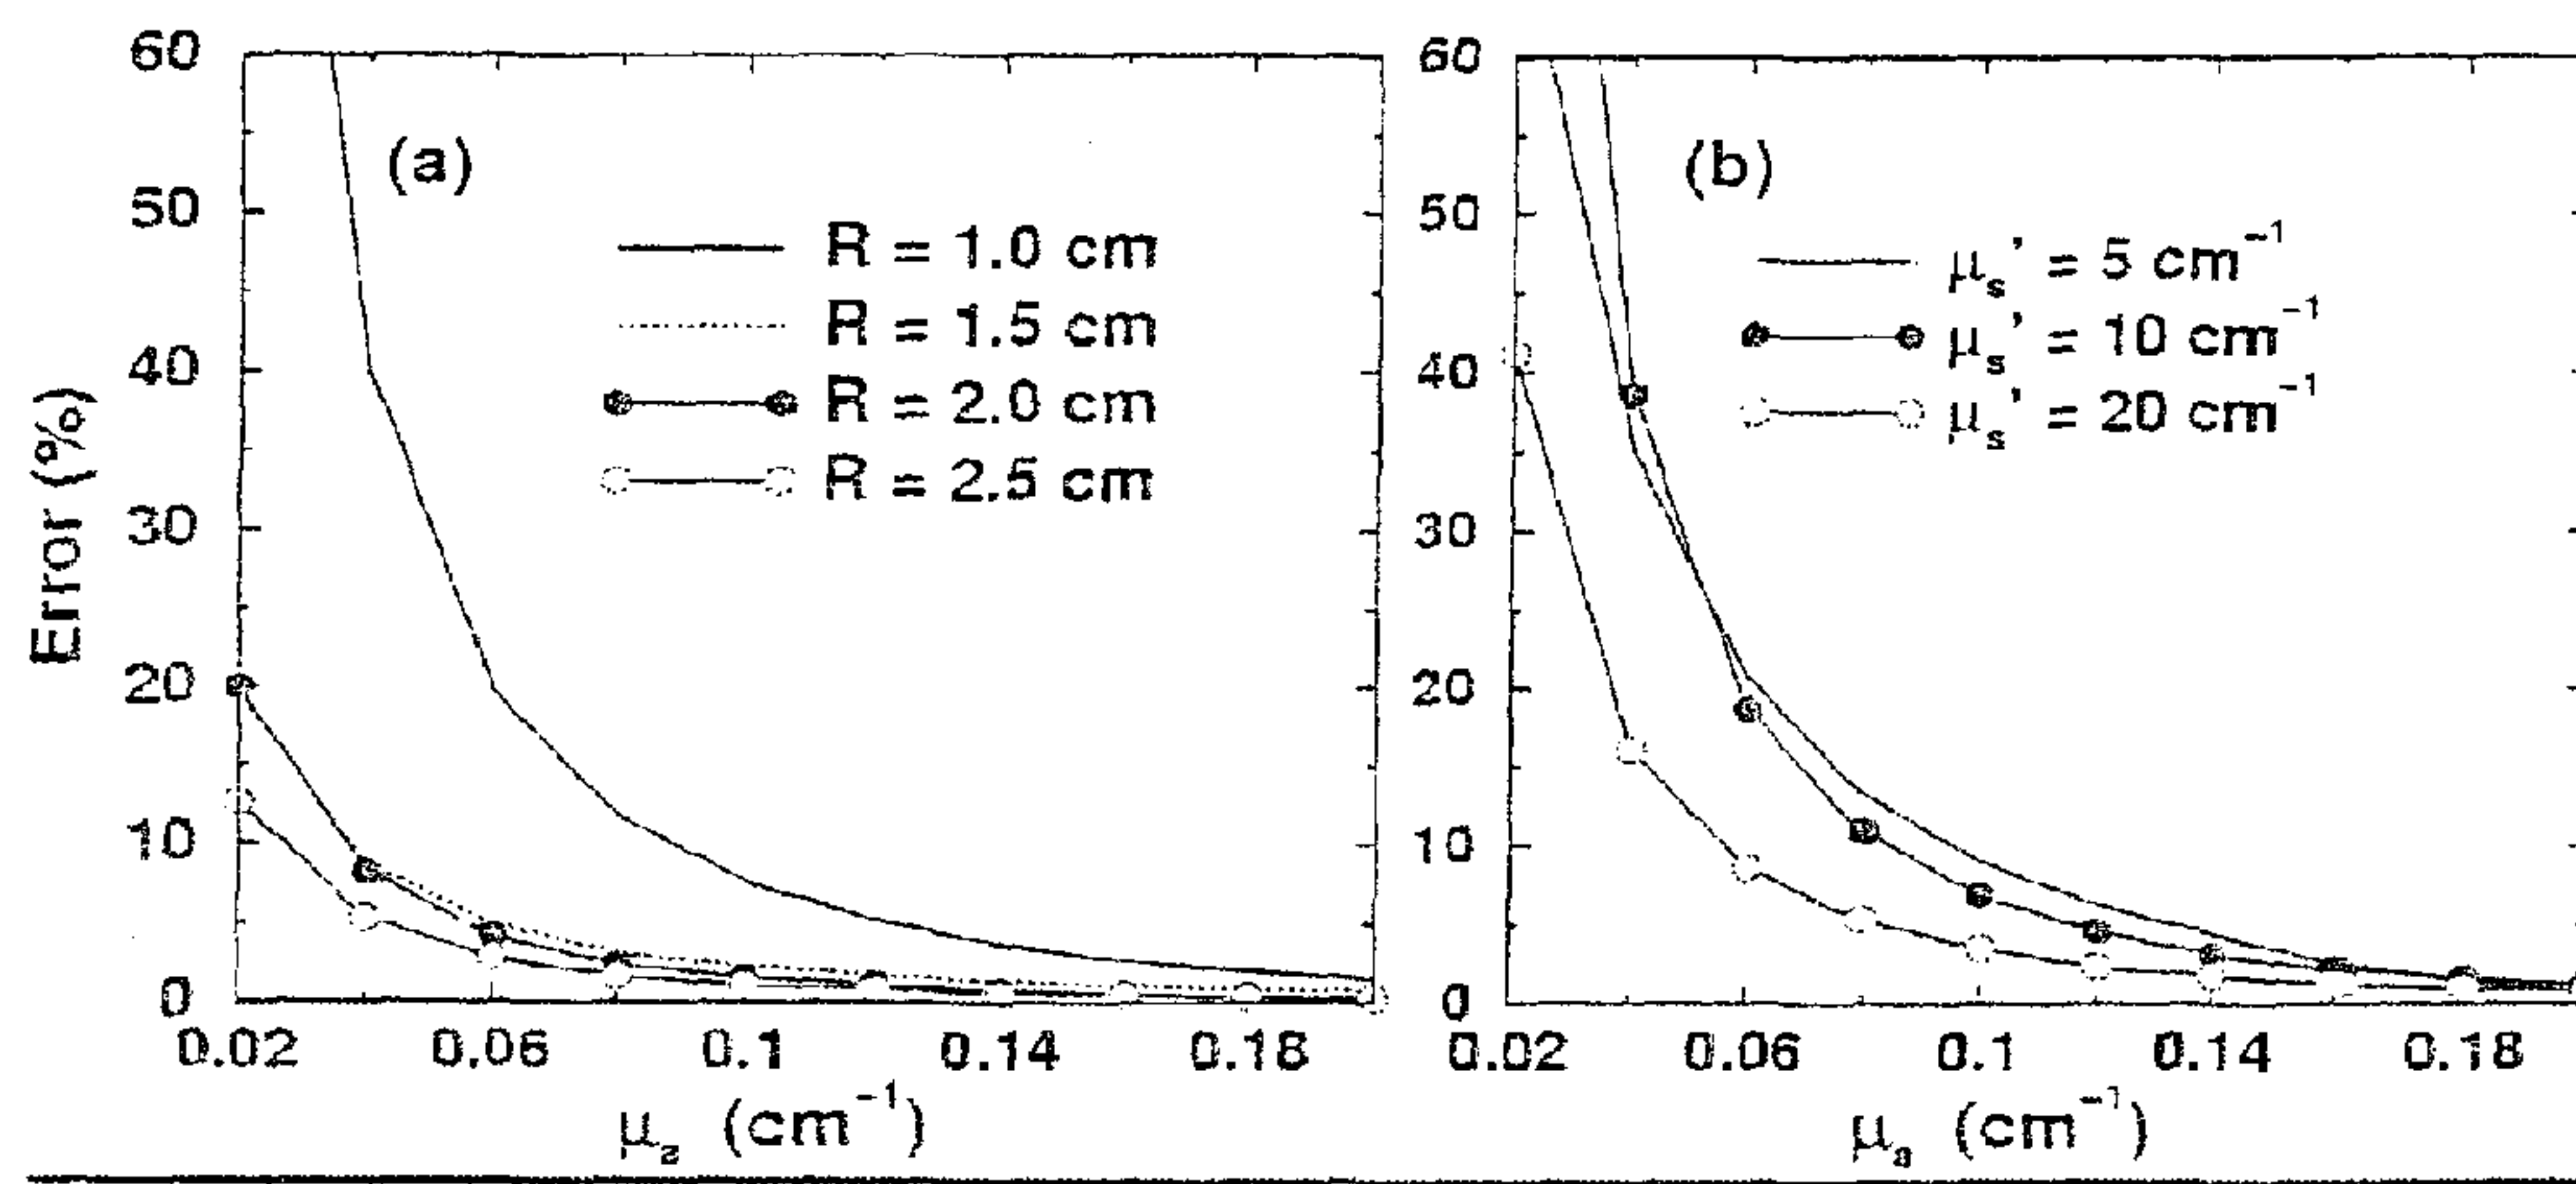 Error (%)
60
50
40
30
20
10
0
(a)
R = 1.0 cm
R = 1.5 cm
R = 2.0 cm
R = 2.5 cm
0.02 0.06 0.1 0.14 0.18
μa (cm⁻¹)
60
50
40
30
20
10
0
(b)
μs' = 5 cm⁻¹
μs' = 10 cm⁻¹
μs' = 20 cm⁻¹
0.02 0.06 0.1 0.14 0.18
μa (cm⁻¹)